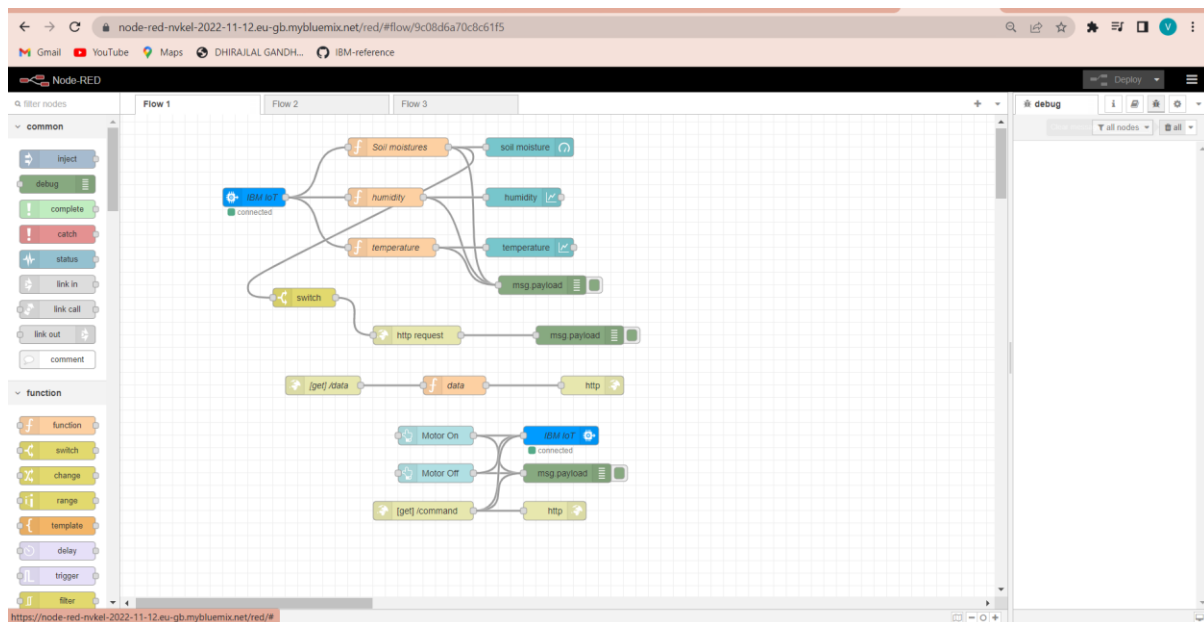 node-red-nvkel-2022-11-12.eu-gb.mybluemix.net/red/#flow/9c08d6a70c8c61f5
V
Gmail YouTube Maps DHIRAJLAL GANDH... IBM-reference
Node-RED Deploy
filter nodes Flow 1 Flow 2 Flow 3 debug
all nodes all
common
inject
debug
complete
catch
status
link in
link call
link out
comment
function
function
switch
change
range
template
delay
trigger
filter
Soil moistures soil moisture
IBM IoT humidity humidity
connected
temperature temperature
msg.payload
switch
http request msg.payload
[get] /data data http
Motor On IBM IoT
connected
Motor Off msg.payload
[get] /command http
https://node-red-nvkel-2022-11-12.eu-gb.mybluemix.net/red/#